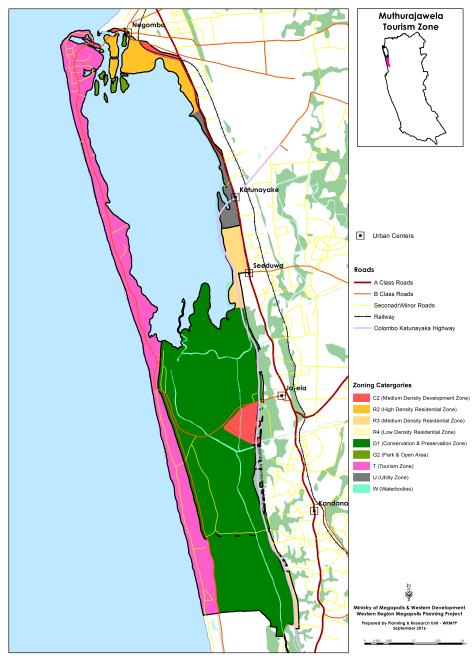 Muthurajawela
Tourism Zone
Negombo
Katunayake
Seeduwa
Ja-ela
Kandana
Urban Centers
Roads
A Class Roads
B Class Roads
Seconadri\Minor Roads
Railway
Colombo Katunayaka Highway
Zoning Catergories
C2 (Medium Density Development Zone)
R2 (High Density Residential Zone)
R3 (Medium Density Residential Zone)
R4 (Low Density Residential Zone)
G1 (Conservation & Preservation Zone)
G2 (Park & Open Area)
T (Tourism Zone)
U (Utility Zone)
W (Waterbodies)
Ministry of Megapolis & Western Development
Western Region Megapolis Planning Project
Prepared by Planning & Research Unit - WRMPP
September 2016